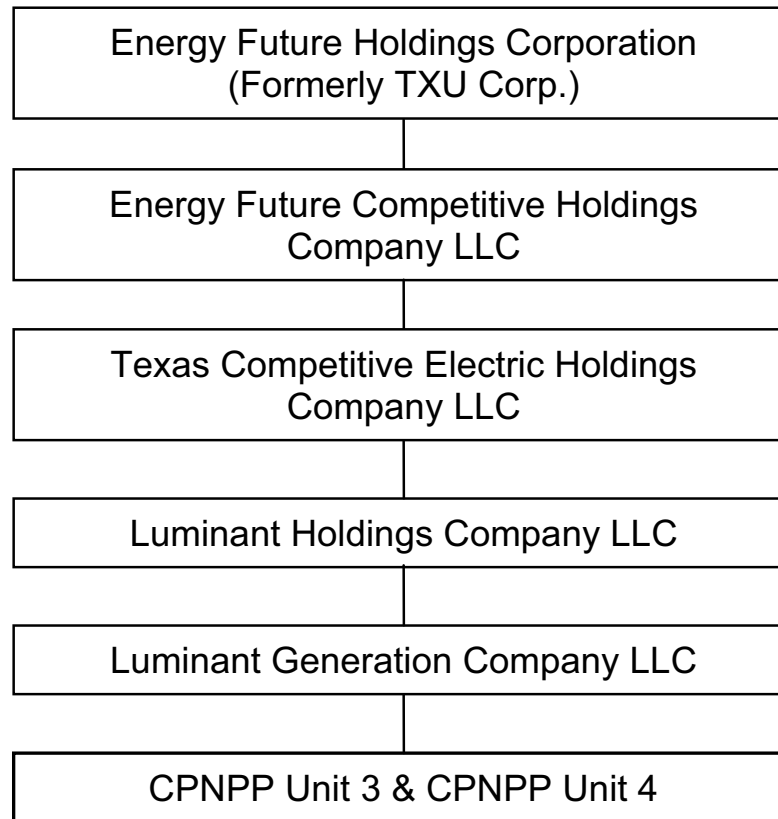 Energy Future Holdings Corporation
(Formerly TXU Corp.)
Energy Future Competitive Holdings
Company LLC
Texas Competitive Electric Holdings
Company LLC
Luminant Holdings Company LLC
Luminant Generation Company LLC
CPNPP Unit 3 & CPNPP Unit 4